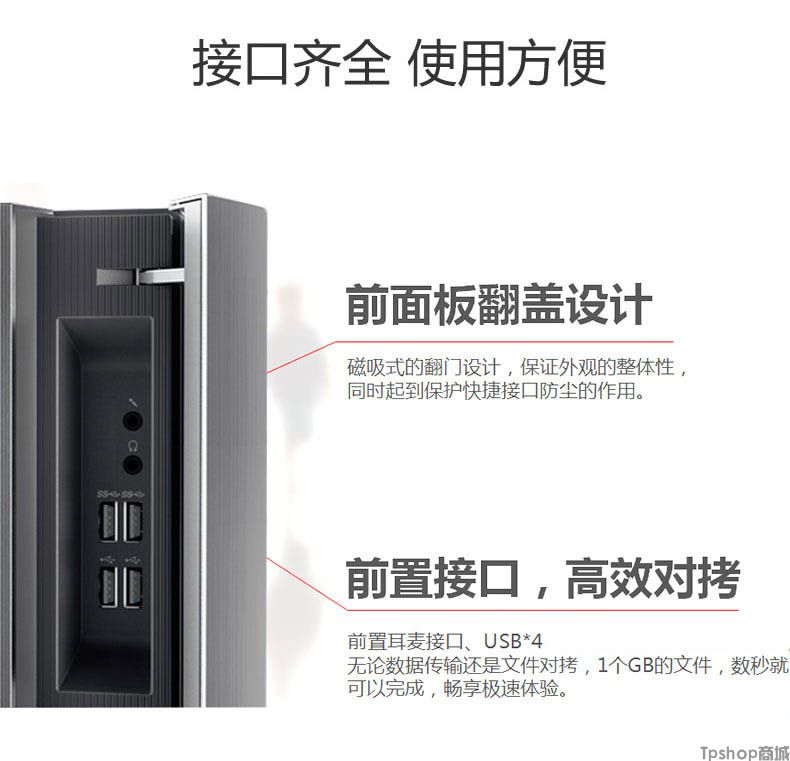 接口齐全 使用方便
前面板翻盖设计
磁吸式的翻门设计，保证外观的整体性，
同时起到保护快捷接口防尘的作用。
SS SS
前置接口，高效对拷
前置耳麦接口、USB*4
无论数据传输还是文件对拷，1个GB的文件，数秒就
可以完成，畅享极速体验。
Tpshop商城